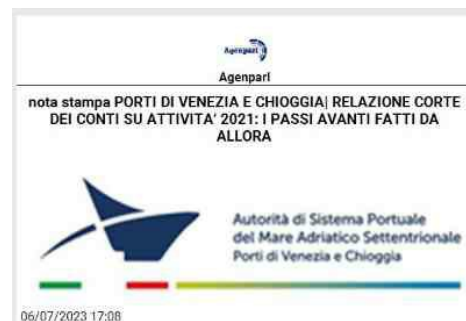 Agenparl
Agenparl
nota stampa PORTI DI VENEZIA E CHIOGGIA| RELAZIONE CORTE
DEI CONTI SU ATTIVITA' 2021: I PASSI AVANTI FATTI DA
ALLORA
Autorità di Sistema Portuale
del Mare Adriatico Settentrionale
Porti di Venezia e Chioggia
06/07/2023 17:08